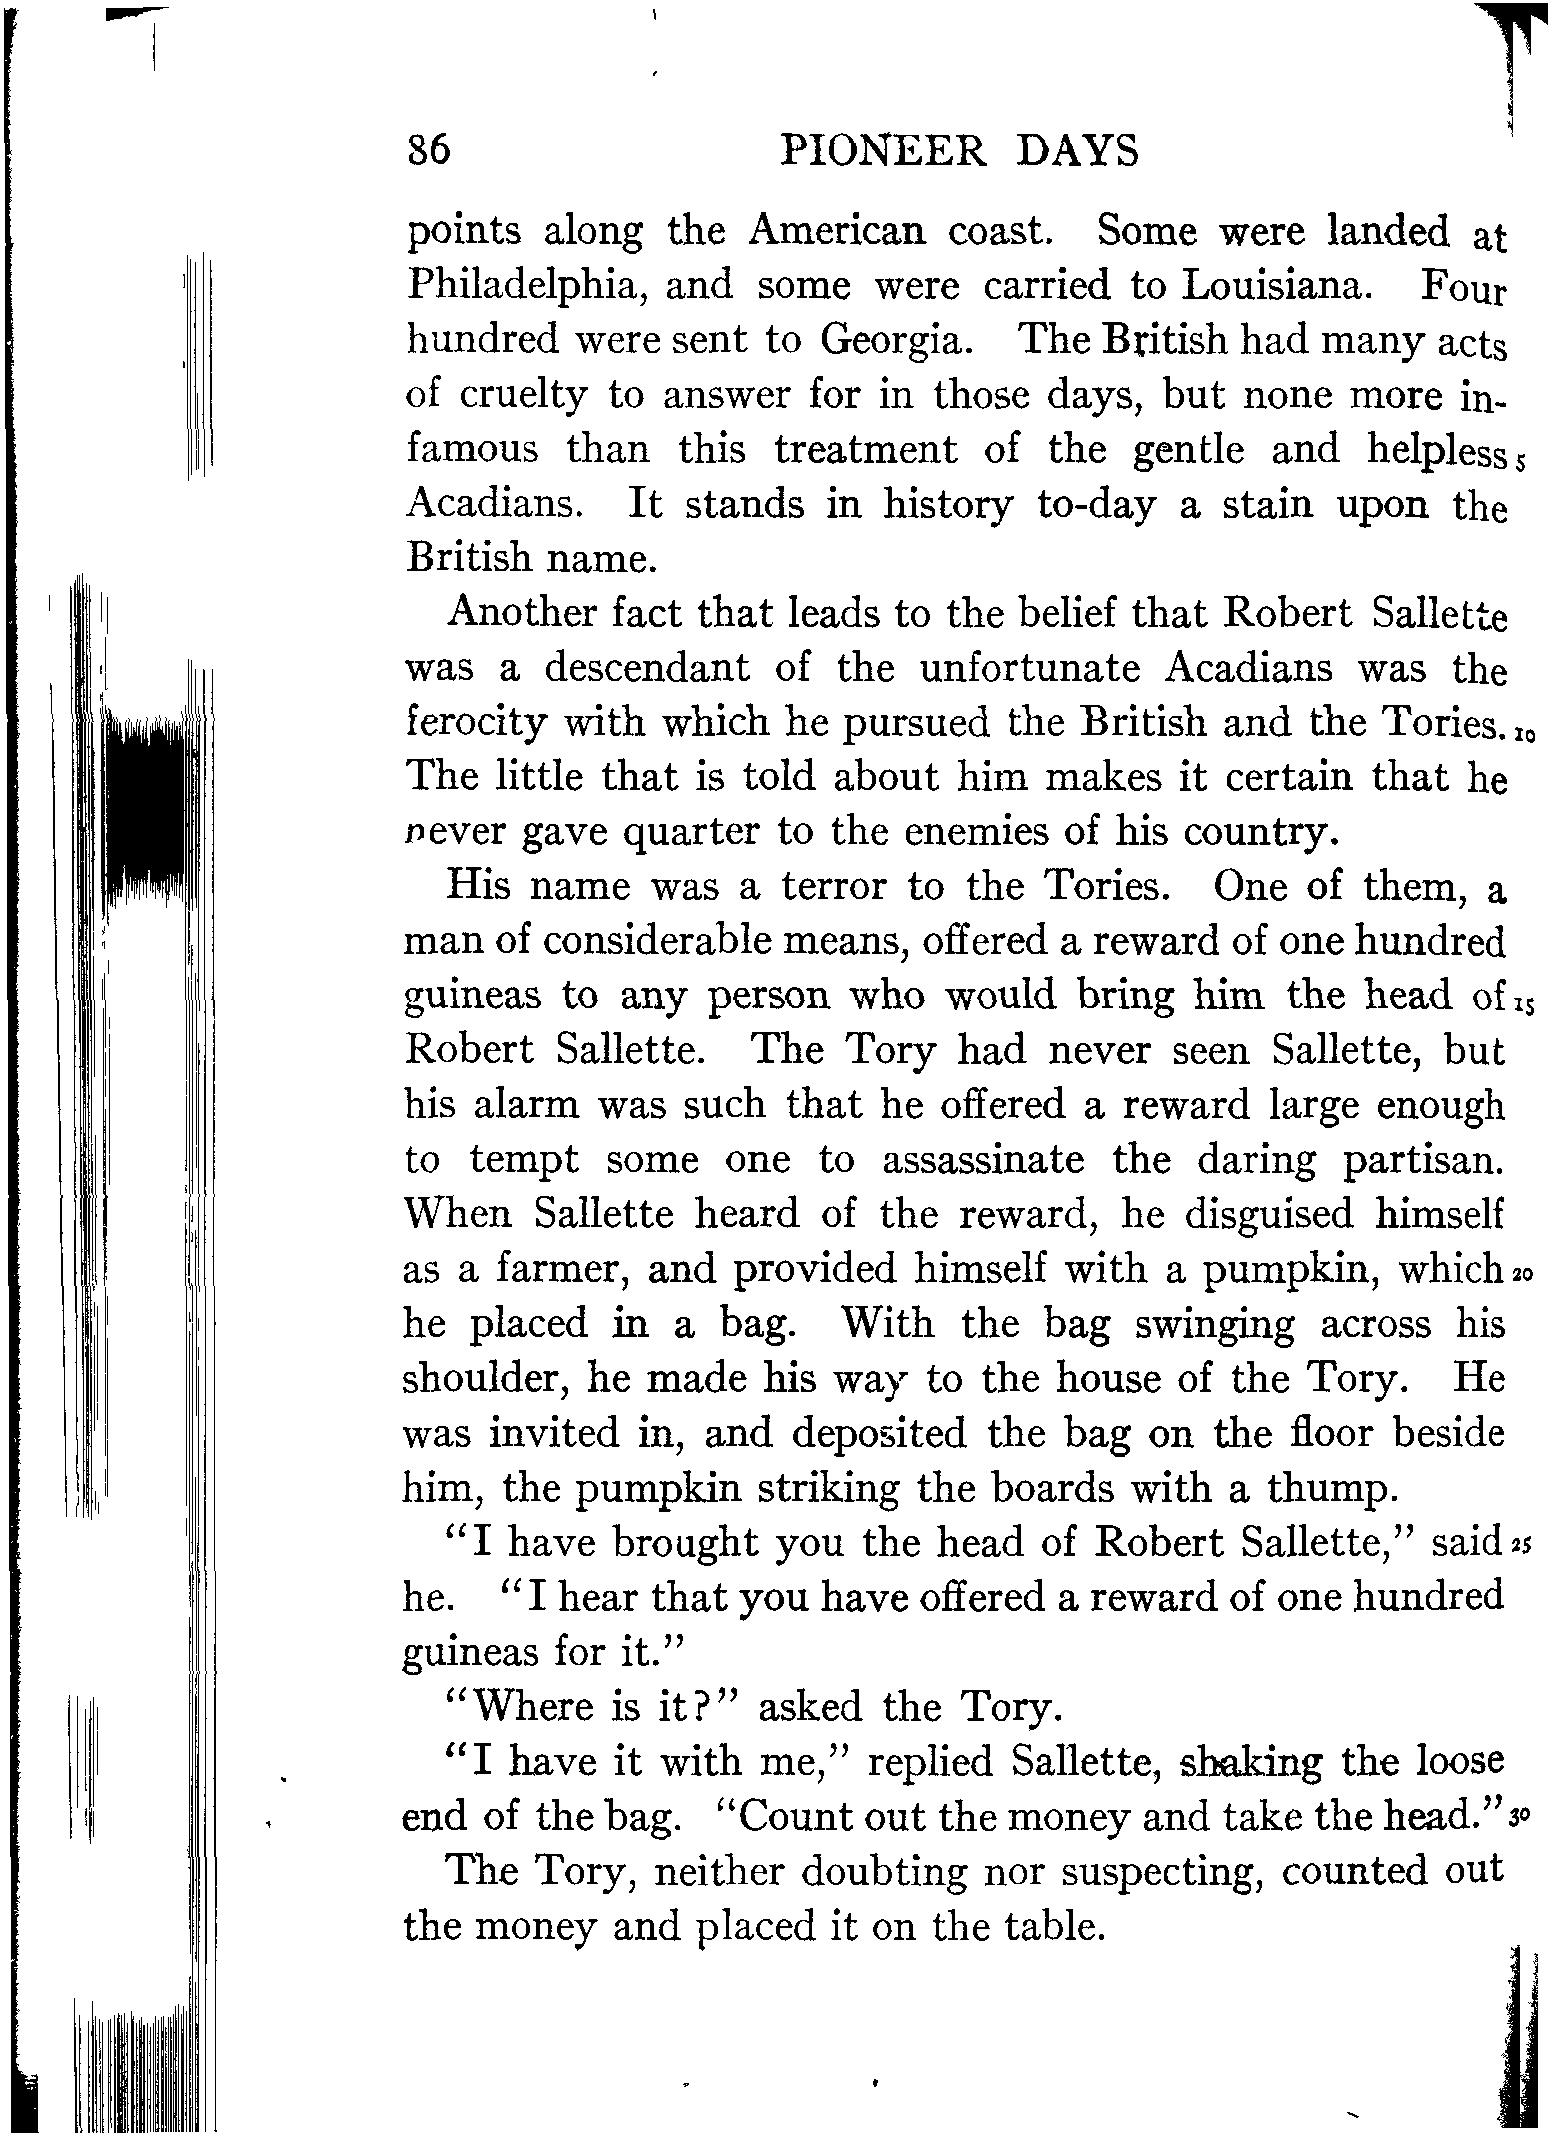 86 PIONEER DAYS
points along the American coast. Some were landed at
Philadelphia, and some were carried to Louisiana. Four
hundred were sent to Georgia. The British had many acts
of cruelty to answer for in those days, but none more in-
famous than this treatment of the gentle and helpless 5
Acadians. It stands in history to-day a stain upon the
British name.
Another fact that leads to the belief that Robert Sallette
was a descendant of the unfortunate Acadians was the
ferocity with which he pursued the British and the Tories. 10
The little that is told about him makes it certain that he
never gave quarter to the enemies of his country.
His name was a terror to the Tories. One of them, a
man of considerable means, offered a reward of one hundred
guineas to any person who would bring him the head of 15
Robert Sallette. The Tory had never seen Sallette, but
his alarm was such that he offered a reward large enough
to tempt some one to assassinate the daring partisan.
When Sallette heard of the reward, he disguised himself
as a farmer, and provided himself with a pumpkin, which 20
he placed in a bag. With the bag swinging across his
shoulder, he made his way to the house of the Tory. He
was invited in, and deposited the bag on the floor beside
him, the pumpkin striking the boards with a thump.
"I have brought you the head of Robert Sallette," said 25
he. "I hear that you have offered a reward of one hundred
guineas for it."
"Where is it?" asked the Tory.
"I have it with me," replied Sallette, shaking the loose
end of the bag. "Count out the money and take the head." 30
The Tory, neither doubting nor suspecting, counted out
the money and placed it on the table.